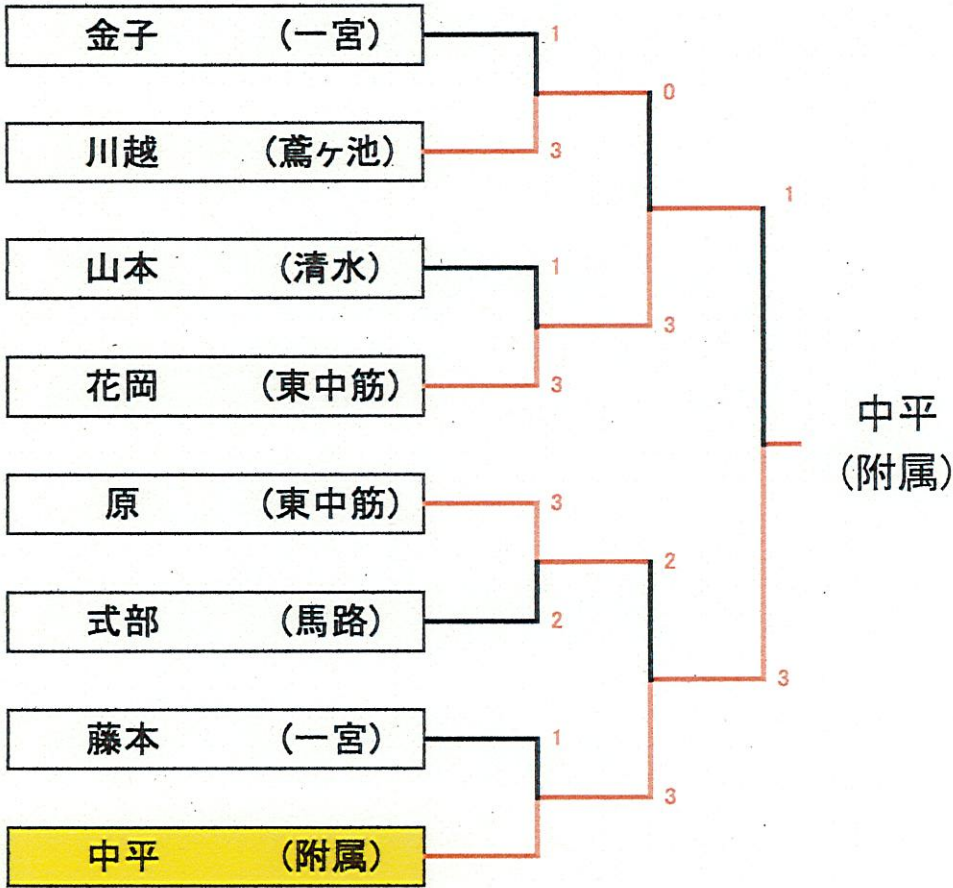 金子 (一宮)
1
0
川越 (鳶ヶ池)
3
1
山本 (清水)
1
3
花岡 (東中筋)
3
中平
(附属)
原 (東中筋)
3
2
式部 (馬路)
2
3
藤本 (一宮)
1
3
中平 (附属)